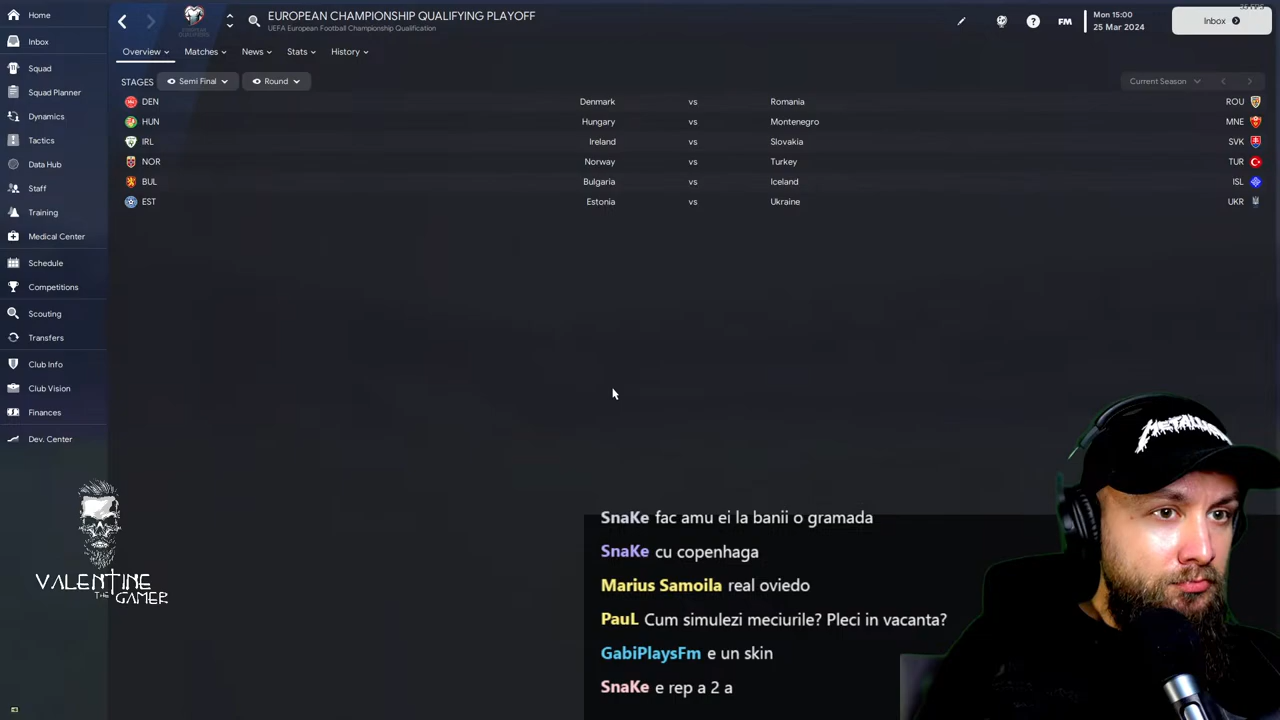 Home
EUROPEAN CHAMPIONSHIP QUALIFYING PLAYOFF
UEFA European Football Championship Qualification
35 FPS
FM
Mon 15:00
25 Mar 2024
Inbox
Inbox
Overview
Matches
News
Stats
History
Squad
STAGES
Semi Final
Round
Current Season
Squad Planner
DEN Denmark vs Romania ROU
Dynamics
HUN Hungary vs Montenegro MNE
Tactics
IRL Ireland vs Slovakia SVK
Data Hub
NOR Norway vs Turkey TUR
Staff
BUL Bulgaria vs Iceland ISL
Training
EST Estonia vs Ukraine UKR
Medical Center
Schedule
Competitions
Scouting
Transfers
Club Info
Club Vision
Finances
Dev. Center
METALLICA
SnaKe fac amu ei la banii o gramada
SnaKe cu copenhaga
Marius Samoila real oviedo
PauL Cum simulezi meciurile? Pleci in vacanta?
GabiPlaysFm e un skin
SnaKe e rep a 2 a
VALENTINE
THE GAMER